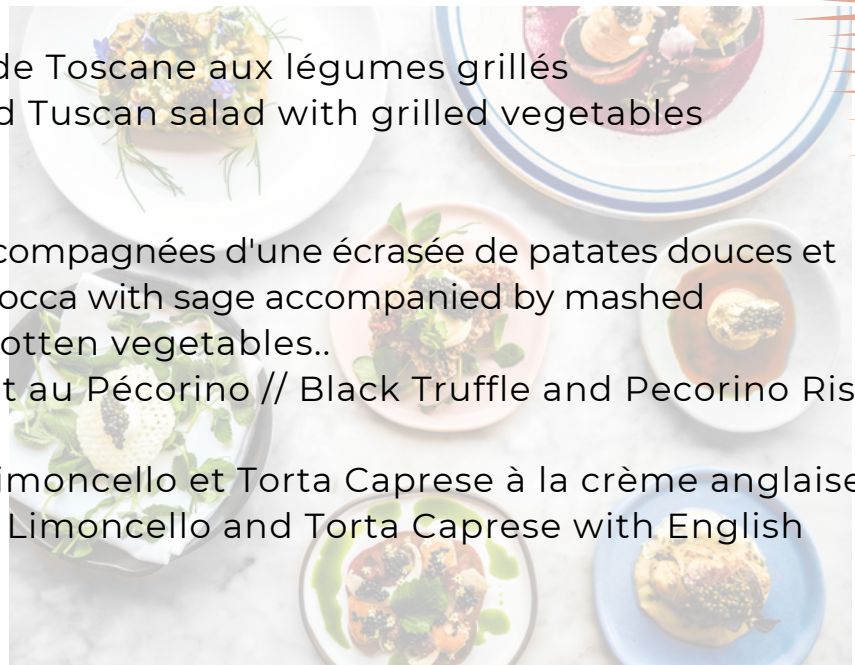 de Toscane aux légumes grillés
d Tuscan salad with grilled vegetables
compagnées d'une écrasée de patates douces et
occa with sage accompanied by mashed
otten vegetables..
t au Pécorino // Black Truffle and Pecorino Ris
imoncello et Torta Caprese à la crème anglaise
Limoncello and Torta Caprese with English